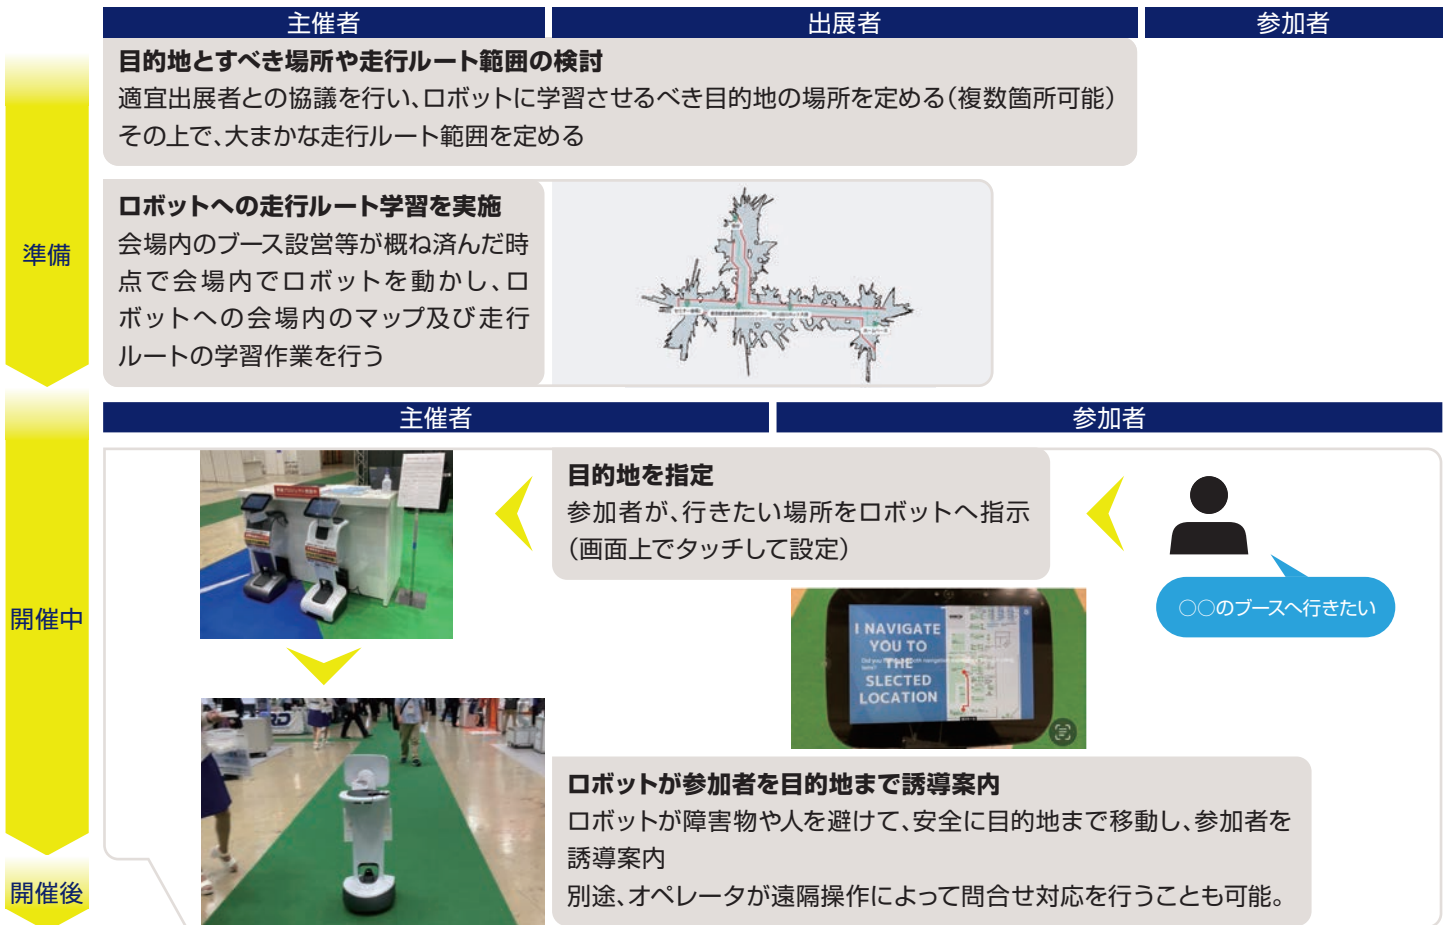 主催者
出展者
参加者
準備
目的地とすべき場所や走行ルート範囲の検討
適宜出展者との協議を行い、ロボットに学習させるべき目的地の場所を定める（複数箇所可能）
その上で、大まかな走行ルート範囲を定める
ロボットへの走行ルート学習を実施
会場内のブース設営等が概ね済んだ時
点で会場内でロボットを動かし、ロ
ボットへの会場内のマップ及び走行
ルートの学習作業を行う
ホームベース
主催者
参加者
開催中
目的地を指定
参加者が、行きたい場所をロボットへ指示
（画面上でタッチして設定）
○○のブースへ行きたい
I NAVIGATE
YOU TO
THE
SLECTED
LOCATION
ロボットが参加者を目的地まで誘導案内
ロボットが障害物や人を避けて、安全に目的地まで移動し、参加者を
誘導案内
別途、オペレータが遠隔操作によって問合せ対応を行うことも可能。
開催後